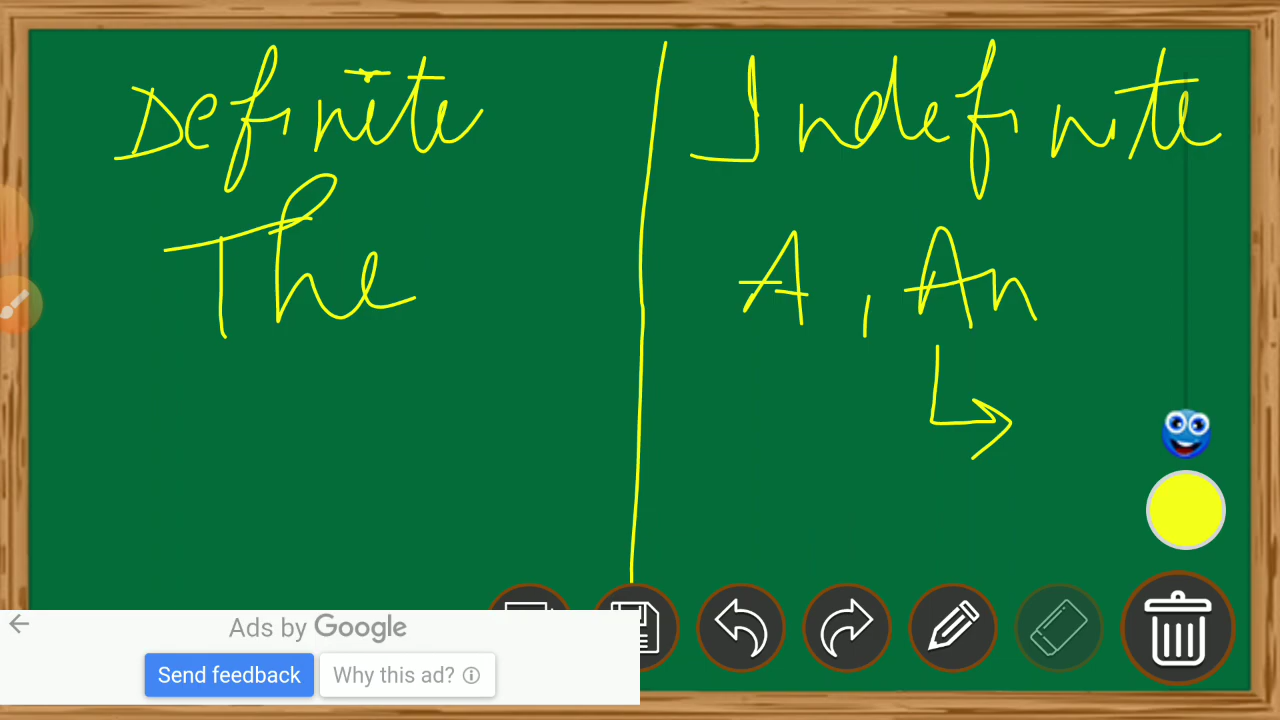 Definite
Indefinite
The
A, An
Ads by Google
Send feedback
Why this ad?